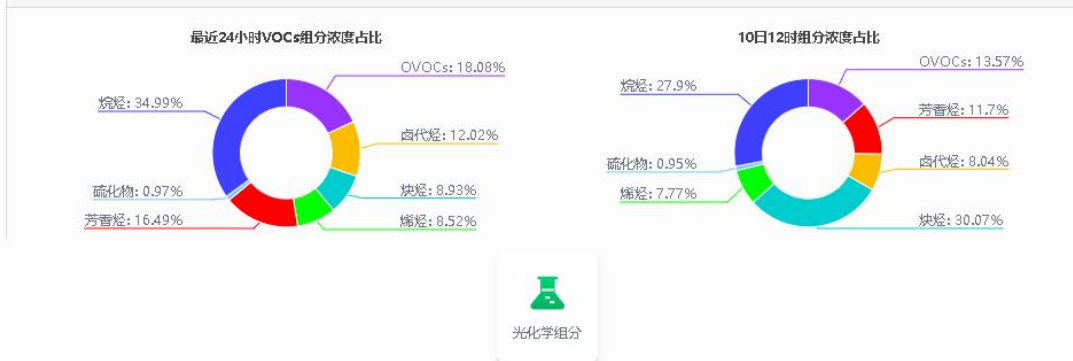 最近24小时VOCs组分浓度占比
OVOCs: 18.08%
烷烃: 34.99%
卤代烃: 12.02%
硫化物: 0.97%
炔烃: 8.93%
芳香烃: 16.49%
烯烃: 8.52%
10日12时组分浓度占比
OVOCs: 13.57%
烷烃: 27.9%
芳香烃: 11.7%
卤代烃: 8.04%
硫化物: 0.95%
烯烃: 7.77%
炔烃: 30.07%
光化学组分